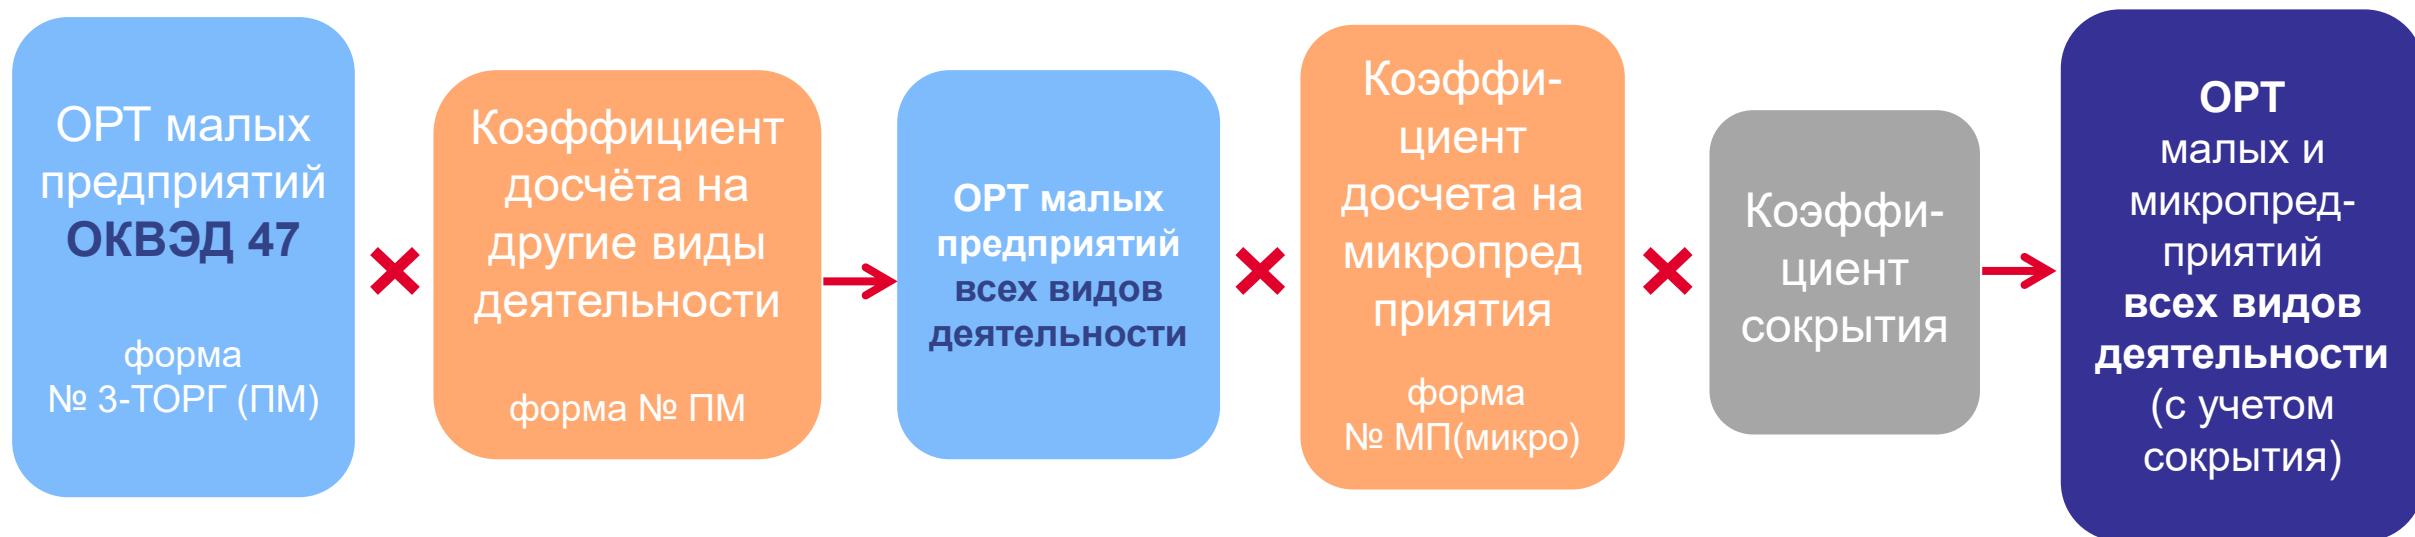 ОРТ малых
предприятий
ОКВЭД 47
форма
№ 3-ТОРГ (ПМ)
Коэффициент
досчёта на
другие виды
деятельности
форма № ПМ
ОРТ малых
предприятий
всех видов
деятельности
Коэффи-
циент
досчета на
микропред
приятия
форма
№ МП(микро)
Коэффи-
циент
сокрытия
ОРТ
малых и
микропред-
приятий
всех видов
деятельности
(с учетом
сокрытия)